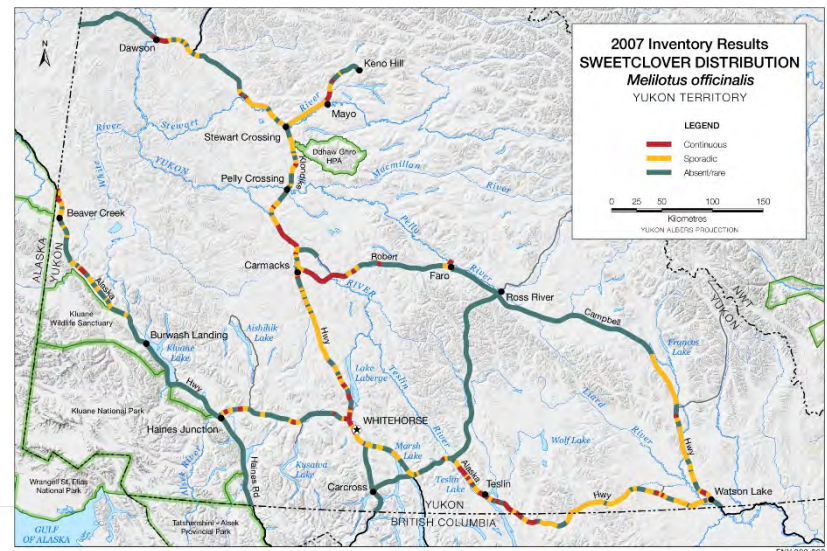 2007 Inventory Results
SWEETCLOVER DISTRIBUTION
Melilotus officinalis
YUKON TERRITORY
LEGEND
Continuous
Sporadic
Absent/rare
0 25 50 75 100 150
Kilometres
YUKON ALBERS PROJECTION
N
Dawson
Keno Hill
Mayo
River
Stewart Crossing
River
Stewart
YUKON
White
River
Ddhaw Ghro
HPA
Klondike
Pelly Crossing
Macmillan
River
Pelly
River
Beaver Creek
ALASKA
YUKON
Alaska
Kluane
Wildlife Sanctuary
Burwash Landing
Kluane
Lake
Aishihik
Lake
Hwy
Carmacks
Robert
Faro
RIVER
Ross River
Campbell
NWT
YUKON
Frances
Lake
Hwy
Lake
Laberge
Teslin
River
Liard
River
Kluane National Park
Haines Junction
WHITEHORSE
Marsh
Lake
Wolf Lake
Hwy
Alsek River
Haines Rd
Kusawa
Lake
Carcross
Teslin
Lake
Alaska
Teslin
Hwy
Watson Lake
Wrangell St. Elias
National Park
YUKON
BRITISH COLUMBIA
GULF
OF ALASKA
Tatshenshini - Alsek
Provincial Park